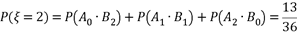 P(ξ = 2) = P(A₀ · B₂) + P(A₁ · B₁) + P(A₂ · B₀) = 13/36